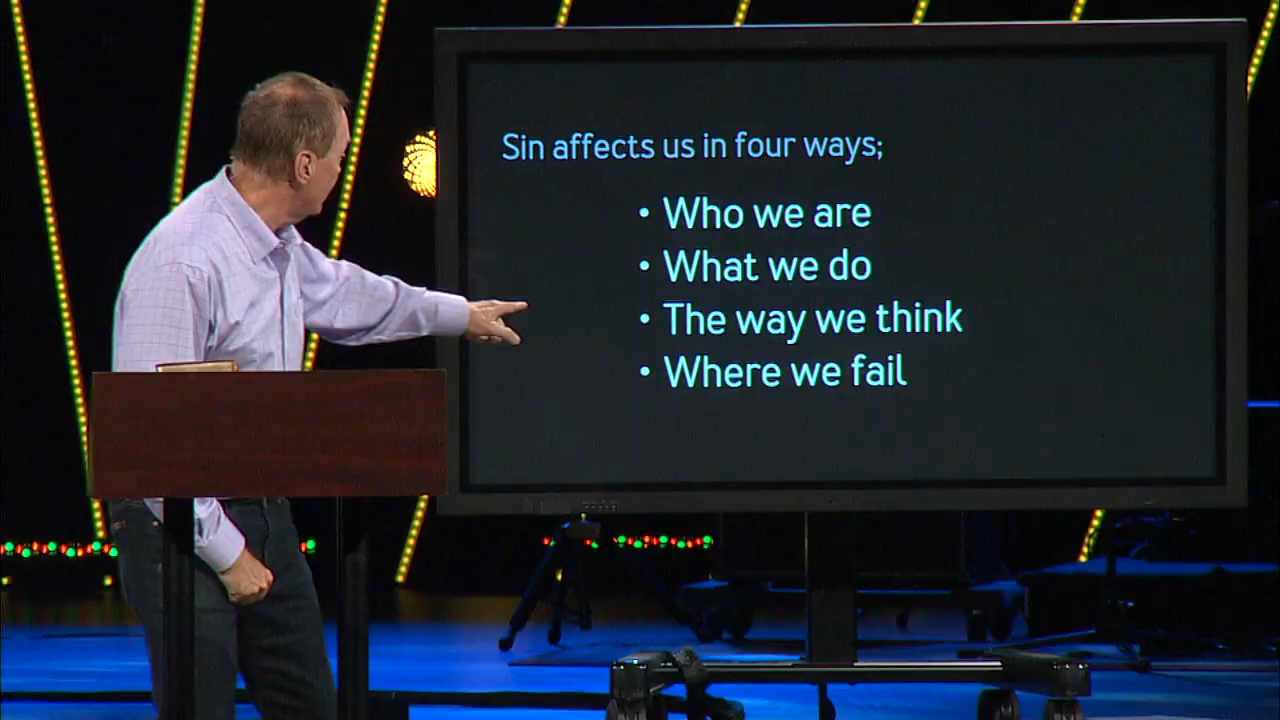 Sin affects us in four ways;
• Who we are
• What we do
• The way we think
• Where we fail